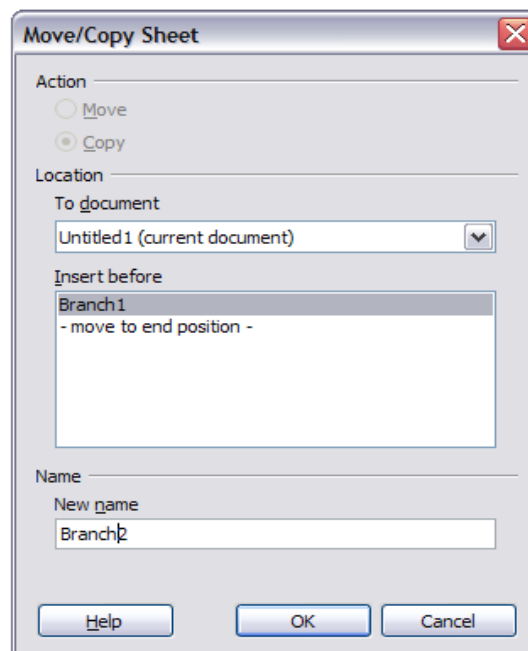 Move/Copy Sheet
Action
Move
Copy
Location
To document
Untitled1 (current document)
Insert before
Branch1
- move to end position -
Name
New name
Branch2
Help OK Cancel